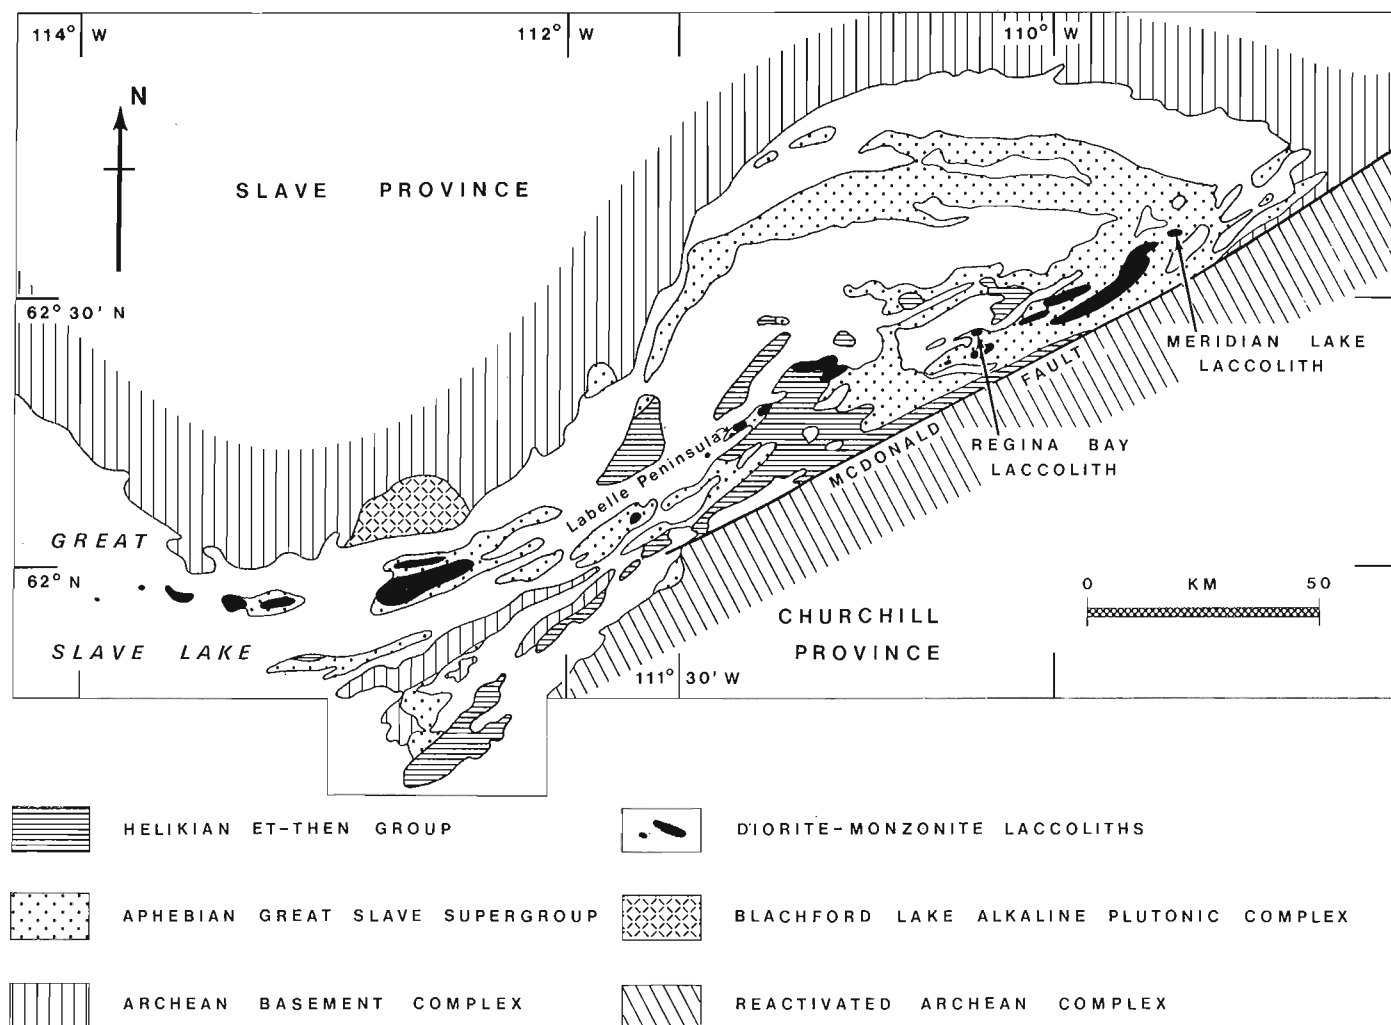 114° W
112° W
110° W
N
SLAVE PROVINCE
62° 30' N
MERIDIAN LAKE
LACCOLITH
FAULT
MCDONALD
REGINA BAY
LACCOLITH
Labelle Peninsula
GREAT
62° N
SLAVE LAKE
0 KM 50
CHURCHILL
PROVINCE
111° 30' W
HELIKIAN ET-THEN GROUP
DIORITE-MONZONITE LACCOLITHS
APHEBIAN GREAT SLAVE SUPERGROUP
BLACHFORD LAKE ALKALINE PLUTONIC COMPLEX
ARCHEAN BASEMENT COMPLEX
REACTIVATED ARCHEAN COMPLEX